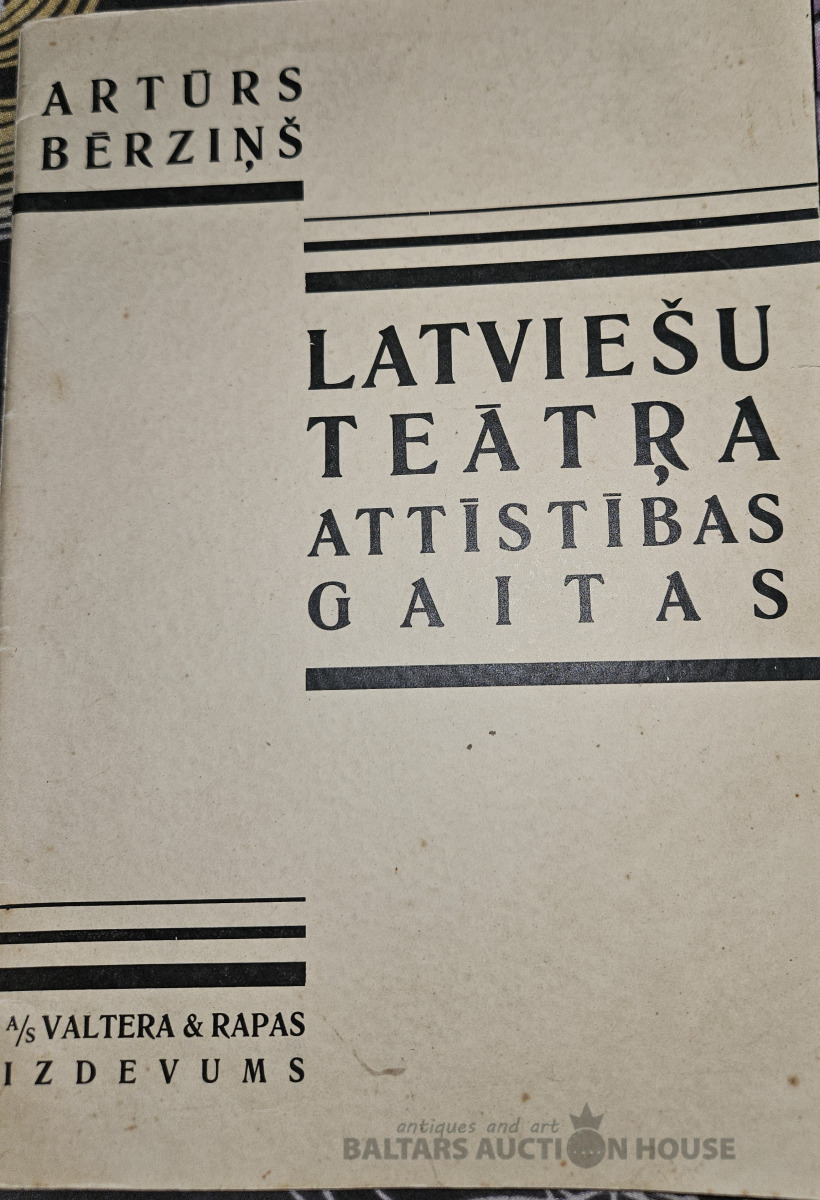 ARTŪRS
BĒRZIŅŠ
LATVIEŠU
TEĀTŖA
ATTĪSTĪBAS
GAITAS
A/S VALTERA & RAPAS
IZDEVUMS
antiques and art
BALTARS AUCTION HOUSE